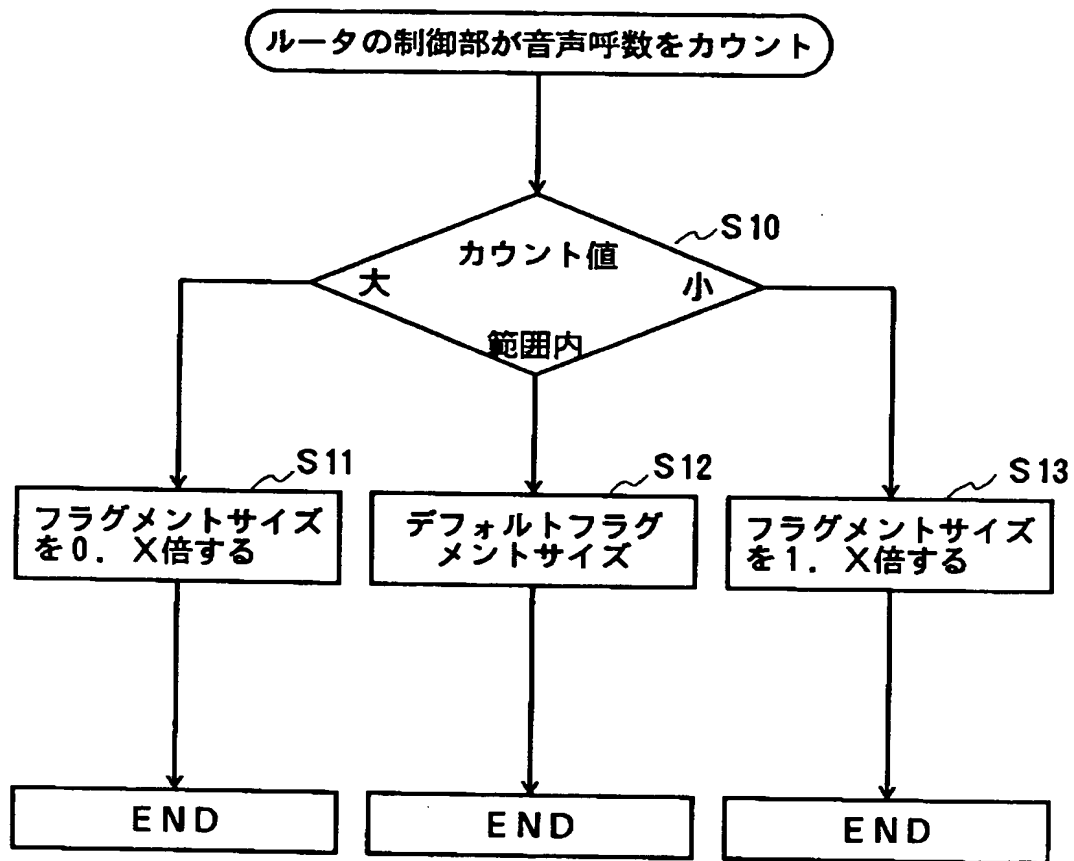 ルータの制御部が音声呼数をカウント
S10
カウント値
大
小
範囲内
S11
フラグメントサイズ
を0．X倍する
S12
デフォルトフラグ
メントサイズ
S13
フラグメントサイズ
を1．X倍する
END
END
END